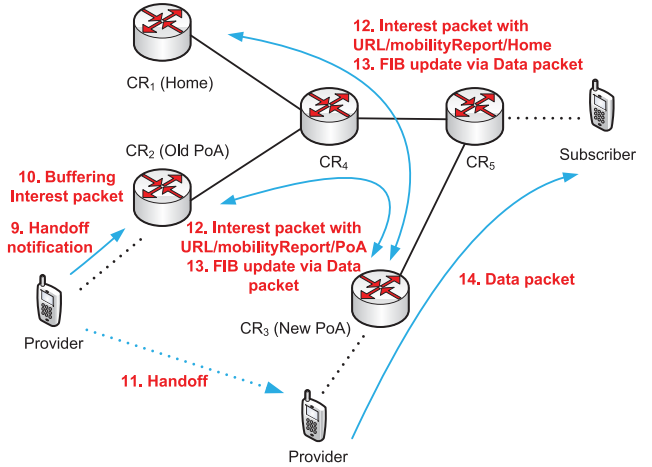 12. Interest packet with
URL/mobilityReport/Home
13. FIB update via Data packet
CR1 (Home)
CR2 (Old PoA)
CR4
CR5
Subscriber
10. Buffering
Interest packet
9. Handoff
notification
12. Interest packet with
URL/mobilityReport/PoA
13. FIB update via Data
packet
14. Data packet
CR3 (New PoA)
Provider
11. Handoff
Provider